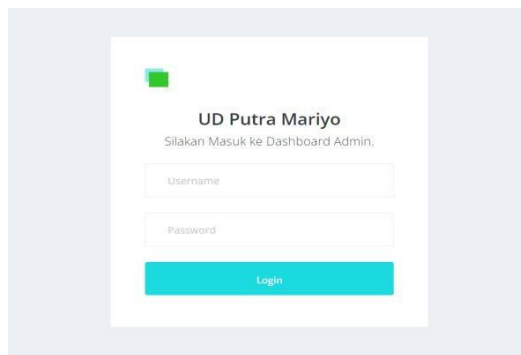 UD Putra Mariyo
Silakan Masuk ke Dashboard Admin.
Username
Password
Login